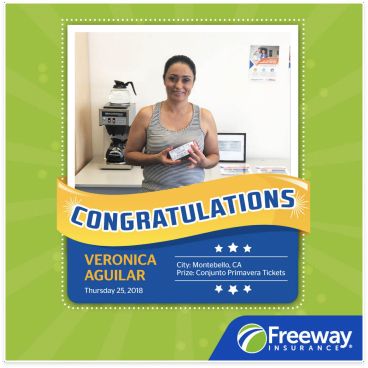 CONGRATULATIONS
VERONICA
AGUILAR
Thursday 25, 2018
City: Montebello, CA
Prize: Conjunto Primavera Tickets
Freeway
INSURANCE®